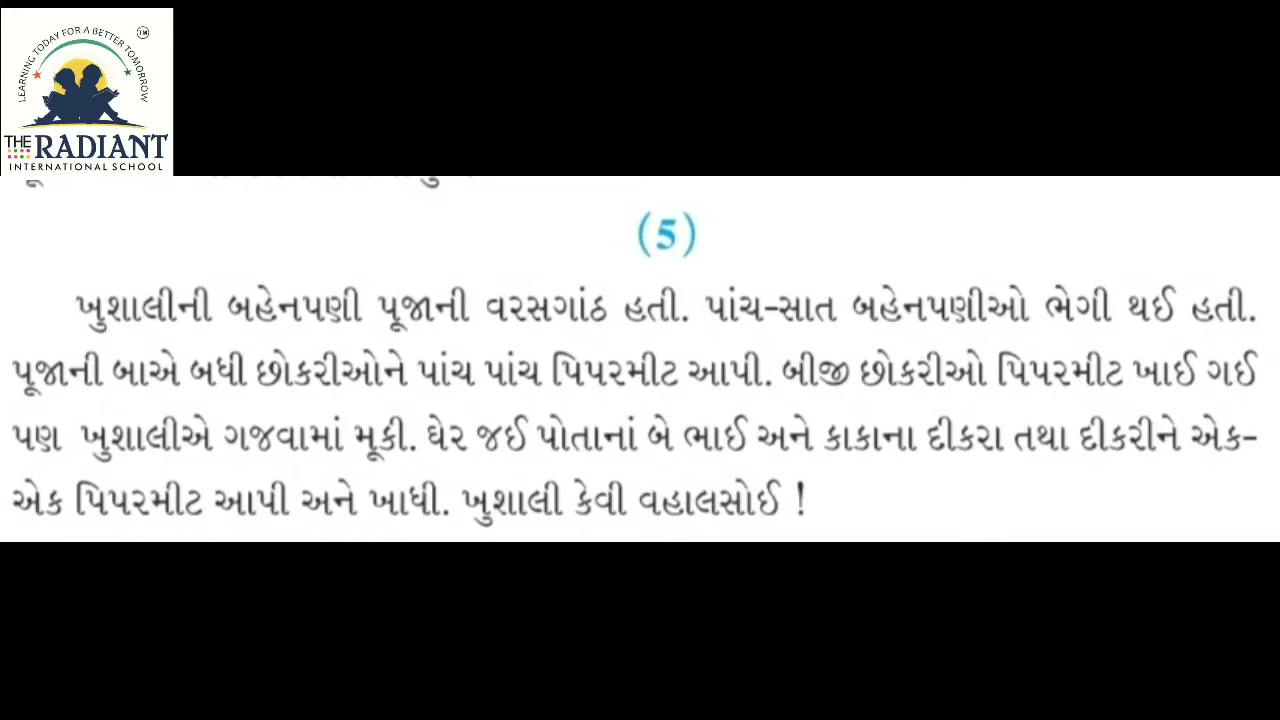 LEARNING TODAY FOR A BETTER TOMORROW
TM
THE RADIANT
INTERNATIONAL SCHOOL
(5)
ખુશાલીની બહેનપણી પૂજાની વરસગાંઠ હતી. પાંચ-સાત બહેનપણીઓ ભેગી થઈ હતી.
પૂજાની બાએ બધી છોકરીઓને પાંચ પાંચ પિપરમીટ આપી. બીજી છોકરીઓ પિપરમીટ ખાઈ ગઈ
પણ ખુશાલીએ ગજવામાં મૂકી. ઘેર જઈ પોતાનાં બે ભાઈ અને કાકાના દીકરા તથા દીકરીને એક-
એક પિપરમીટ આપી અને ખાધી. ખુશાલી કેવી વહાલસોઈ !